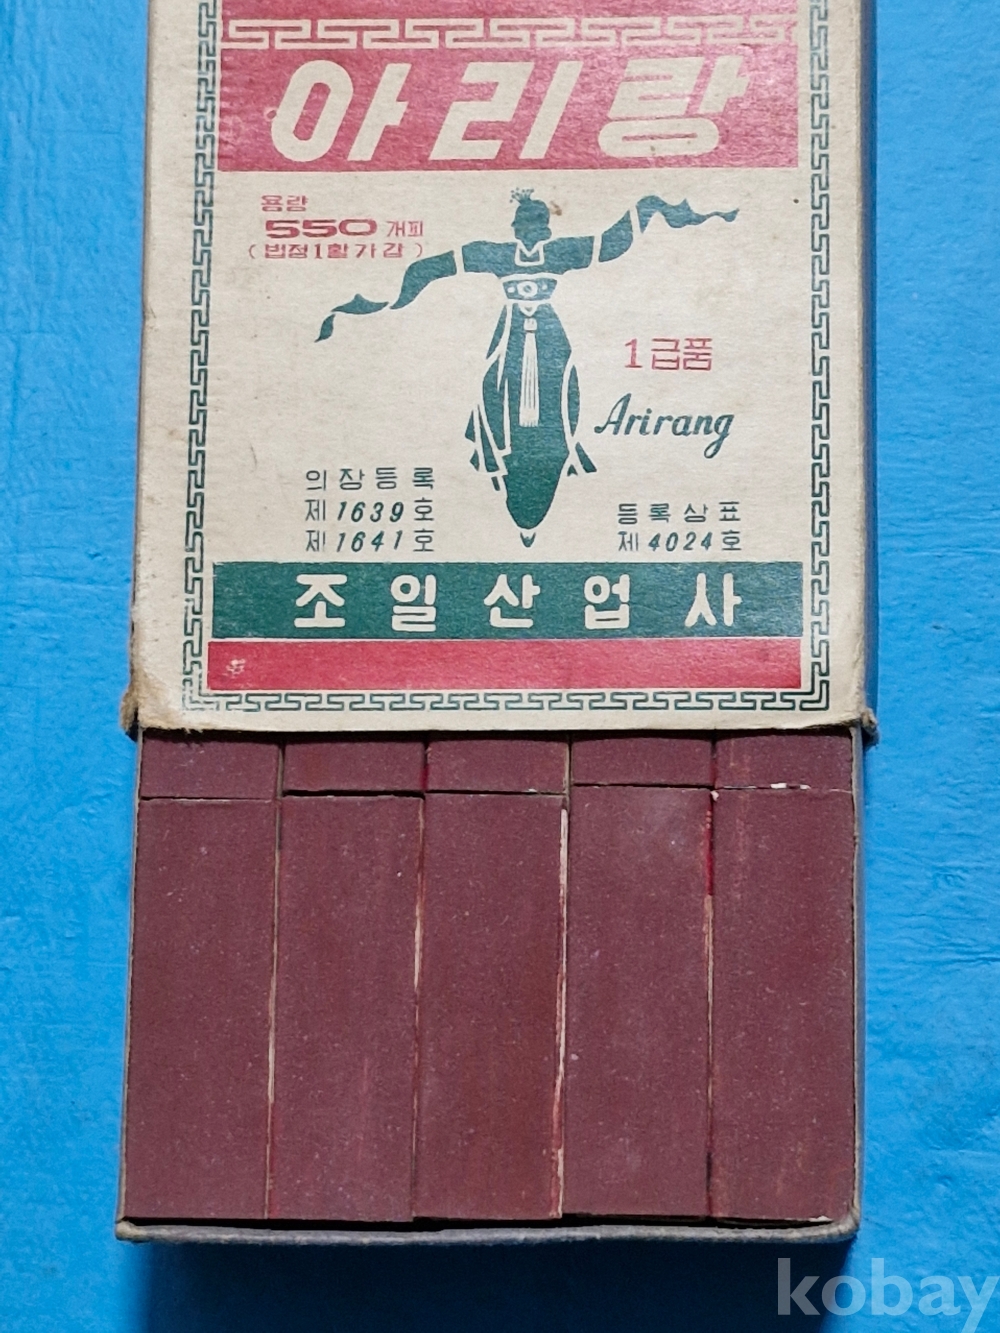 아리랑
용량
550 개피
(법정1할가감)
1급품
Arirang
의장등록
제1639호
제1641호
등록상표
제4024호
조일산업사
kobay